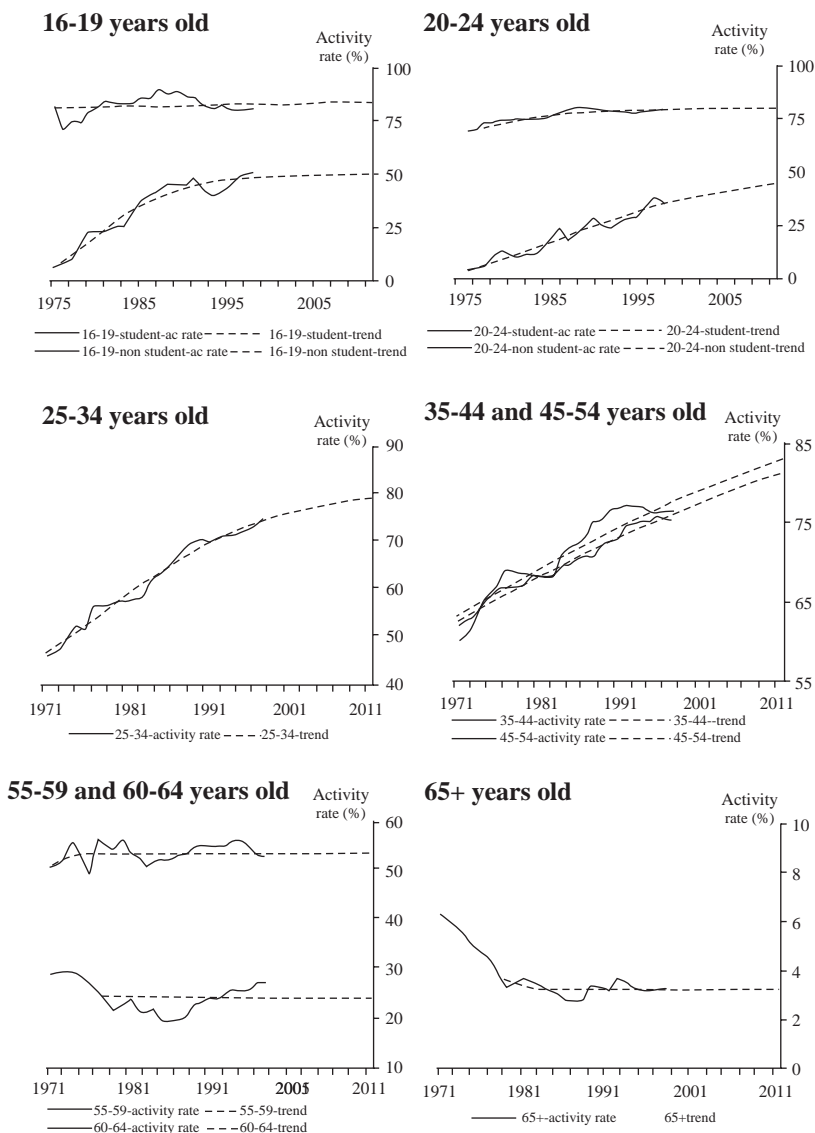 16-19 years old
Activity
rate (%)
100
75
50
25
0
1975 1985 1995 2005
16-19-student-ac rate 16-19-student-trend
16-19-non student-ac rate 16-19-non student-trend
20-24 years old
Activity
rate (%)
100
75
50
25
0
1975 1985 1995 2005
20-24-student-ac rate 20-24-student-trend
20-24-non student-ac rate 20-24-non student-trend
25-34 years old
Activity
rate (%)
90
80
70
60
50
40
1971 1981 1991 2001 2011
25-34-activity rate 25-34-trend
35-44 and 45-54 years old
Activity
rate (%)
85
75
65
55
1971 1981 1991 2001 2011
35-44-activity rate 35-44--trend
45-54-activity rate 45-54-trend
55-59 and 60-64 years old
Activity
rate (%)
60
50
40
30
20
10
1971 1981 1991 2011
55-59-activity rate 55-59-trend
60-64-activity rate 60-64-trend
65+ years old
Activity
rate (%)
10
8
6
4
2
0
1971 1981 1991 2001 2011
65+-activity rate 65+trend